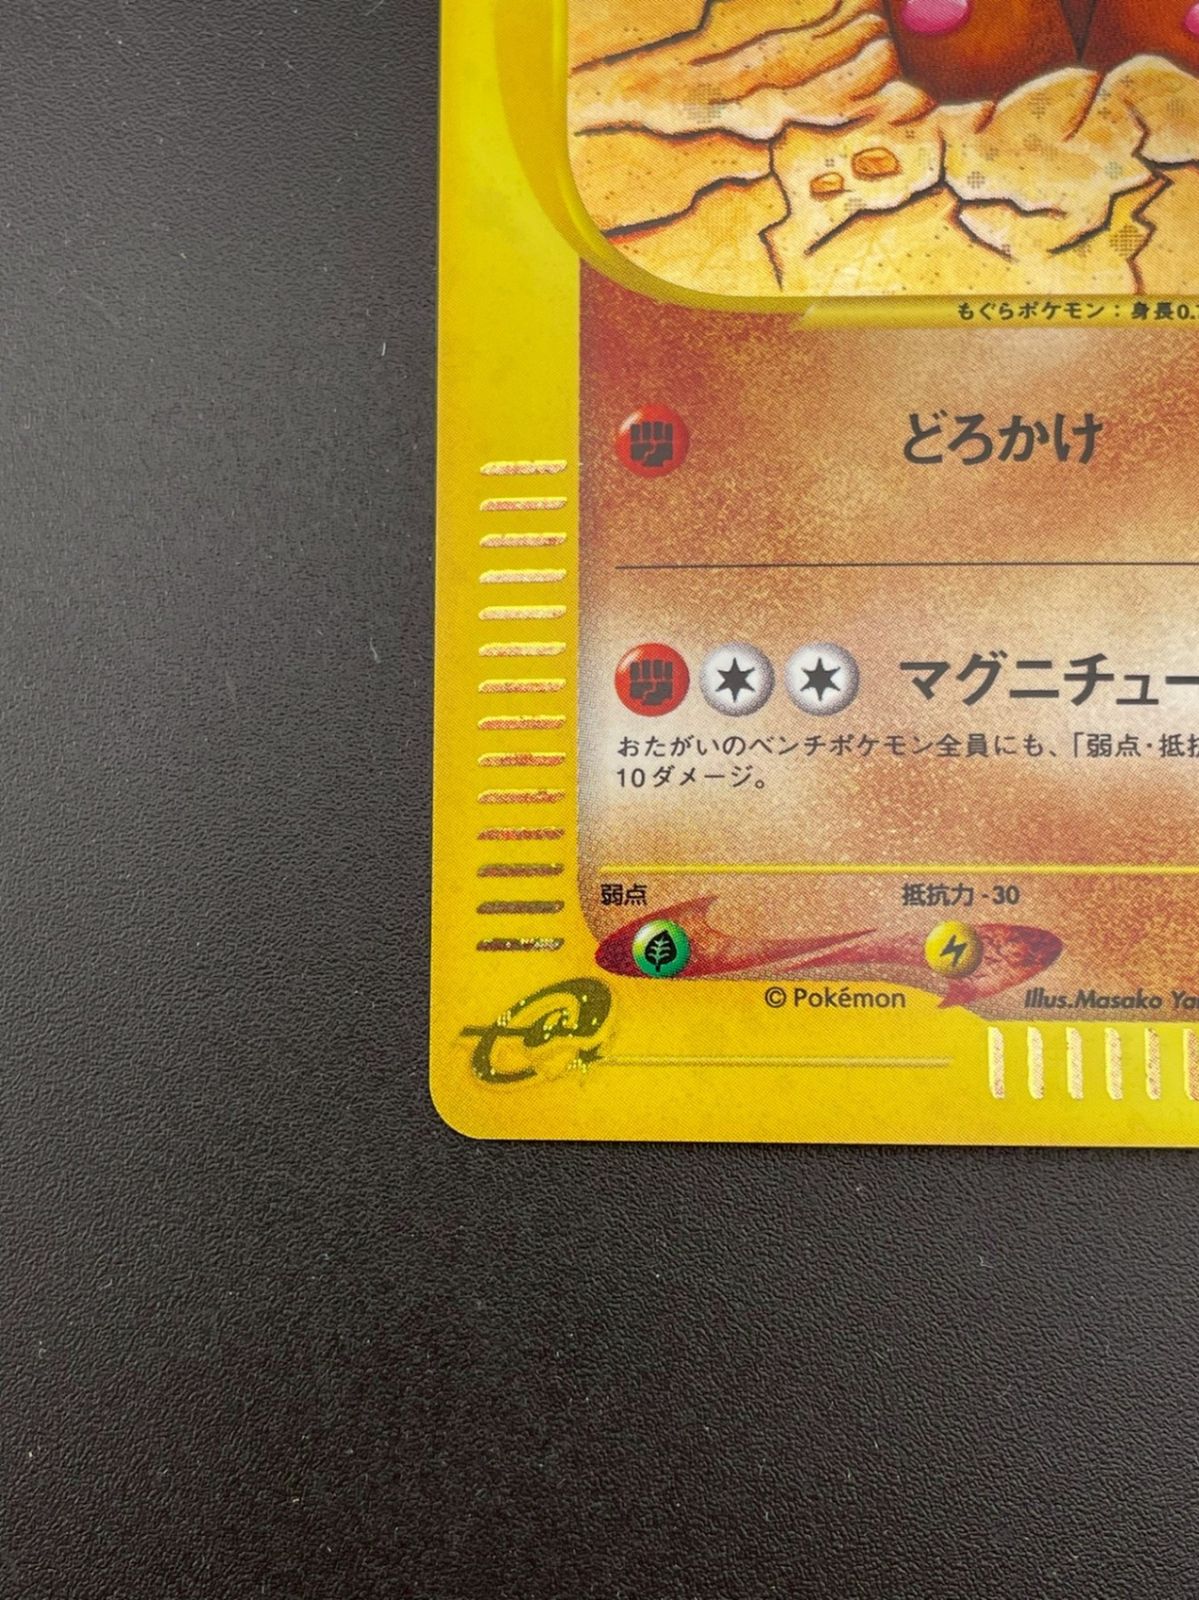 もぐらポケモン：身長0.
どろかけ
マグニチュー
おたがいのベンチポケモン全員にも、「弱点・抵
10ダメージ。
弱点
抵抗力 -30
© Pokémon
Illus.Masako
e